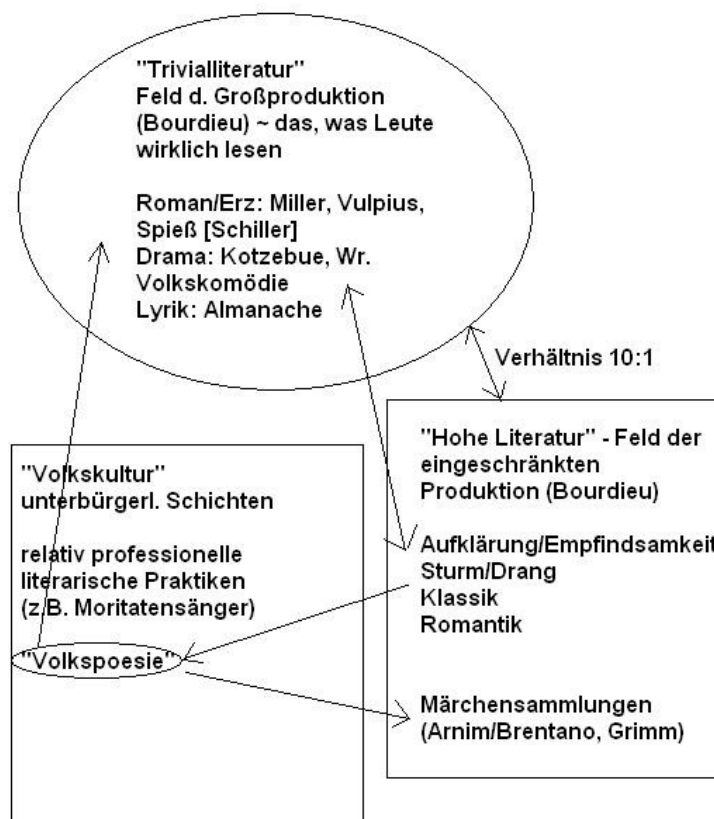 "Trivialliteratur"
Feld d. Großproduktion
(Bourdieu) ~ das, was Leute
wirklich lesen
Roman/Erz: Miller, Vulpius,
Spieß [Schiller]
Drama: Kotzebue, Wr.
Volkskomödie
Lyrik: Almanache
Verhältnis 10:1
"Hohe Literatur" - Feld der
eingeschränkten
Produktion (Bourdieu)
Aufklärung/Empfindsamkeit
Sturm/Drang
Klassik
Romantik
Märchensammlungen
(Arnim/Brentano, Grimm)
"Volkskultur"
unterbürgerl. Schichten
relativ professionelle
literarische Praktiken
(z.B. Moritatensänger)
"Volkspoesie"